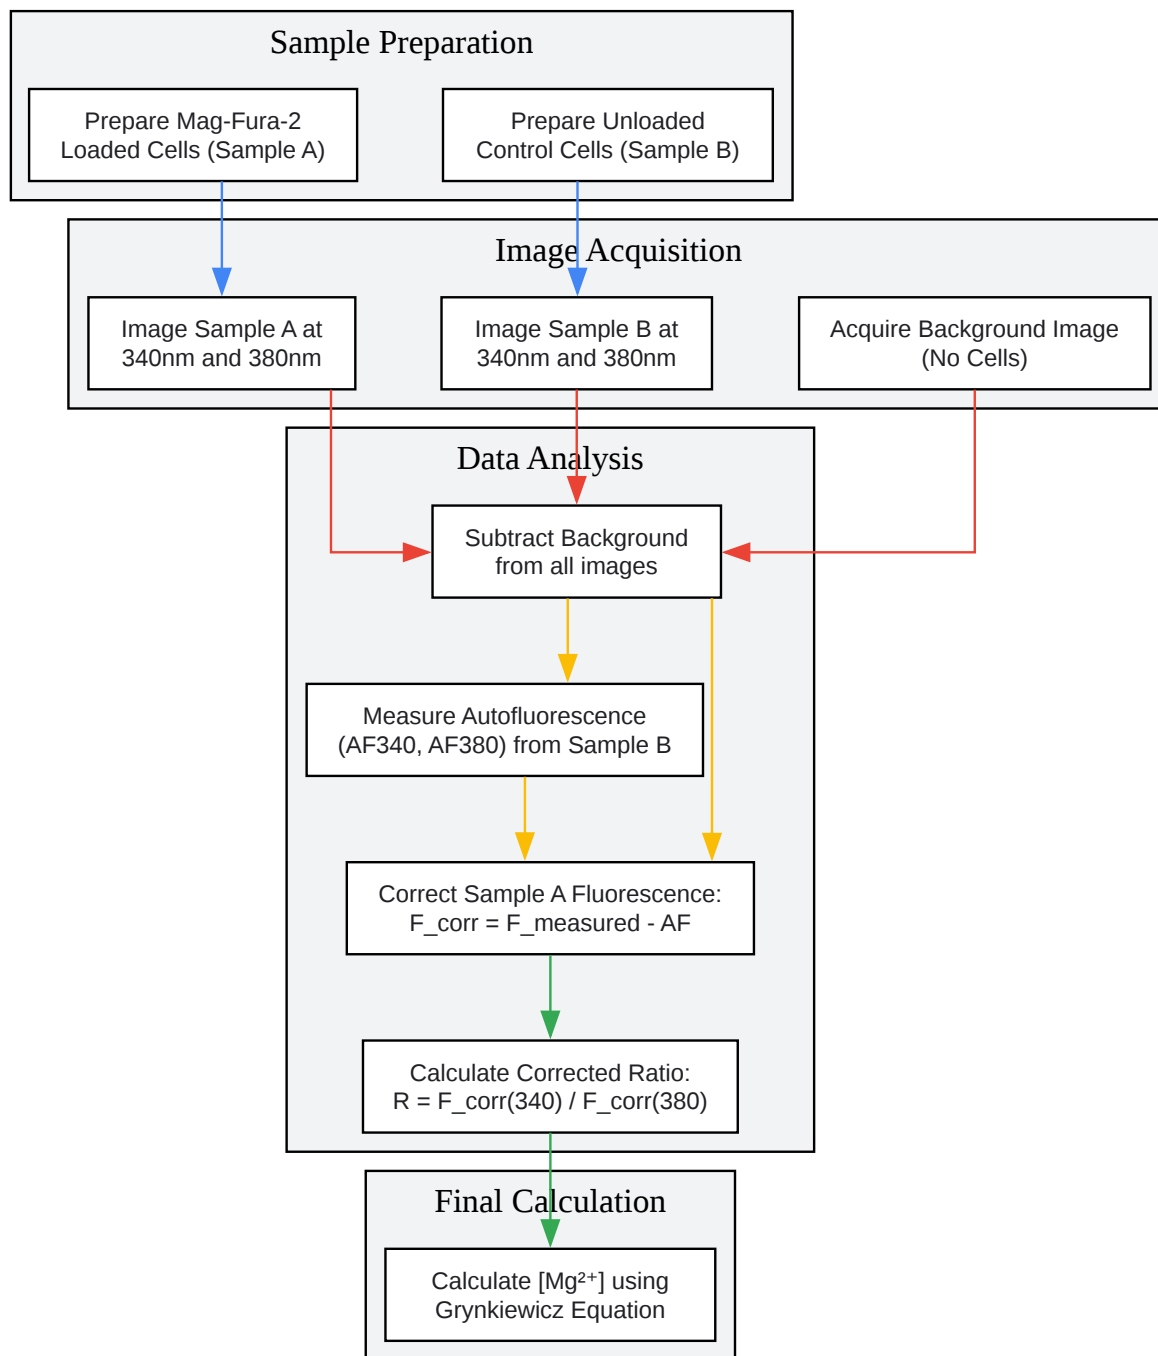 Sample Preparation
Prepare Mag-Fura-2
Loaded Cells (Sample A)
Prepare Unloaded
Control Cells (Sample B)
Image Acquisition
Image Sample A at
340nm and 380nm
Image Sample B at
340nm and 380nm
Acquire Background Image
(No Cells)
Data Analysis
Subtract Background
from all images
Measure Autofluorescence
(AF340, AF380) from Sample B
Correct Sample A Fluorescence:
F_corr = F_measured - AF
Calculate Corrected Ratio:
R = F_corr(340) / F_corr(380)
Final Calculation
Calculate [Mg²⁺] using
Grynkiewicz Equation